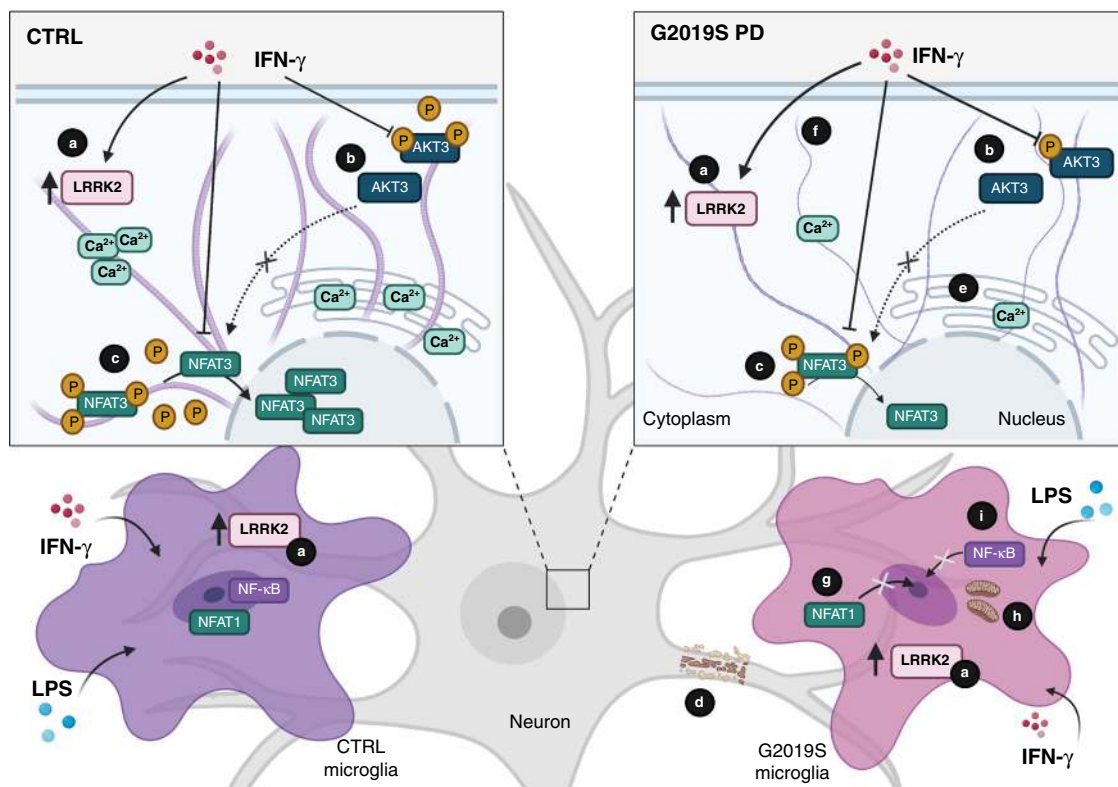 CTRL
IFN-γ
P
P
P
AKT3
a
b
LRRK2
AKT3
Ca²⁺
Ca²⁺
Ca²⁺
Ca²⁺
Ca²⁺
Ca²⁺
c
P
NFAT3
P
P
NFAT3
P
P
P
NFAT3
NFAT3
NFAT3
G2019S PD
IFN-γ
f
P
AKT3
a
b
AKT3
LRRK2
Ca²⁺
e
Ca²⁺
P
P
c
NFAT3
P
NFAT3
Cytoplasm
Nucleus
IFN-γ
LRRK2
a
NF-κB
NFAT1
LPS
CTRL
microglia
Neuron
d
LPS
i
NF-κB
g
NFAT1
h
LRRK2
a
G2019S
microglia
IFN-γ